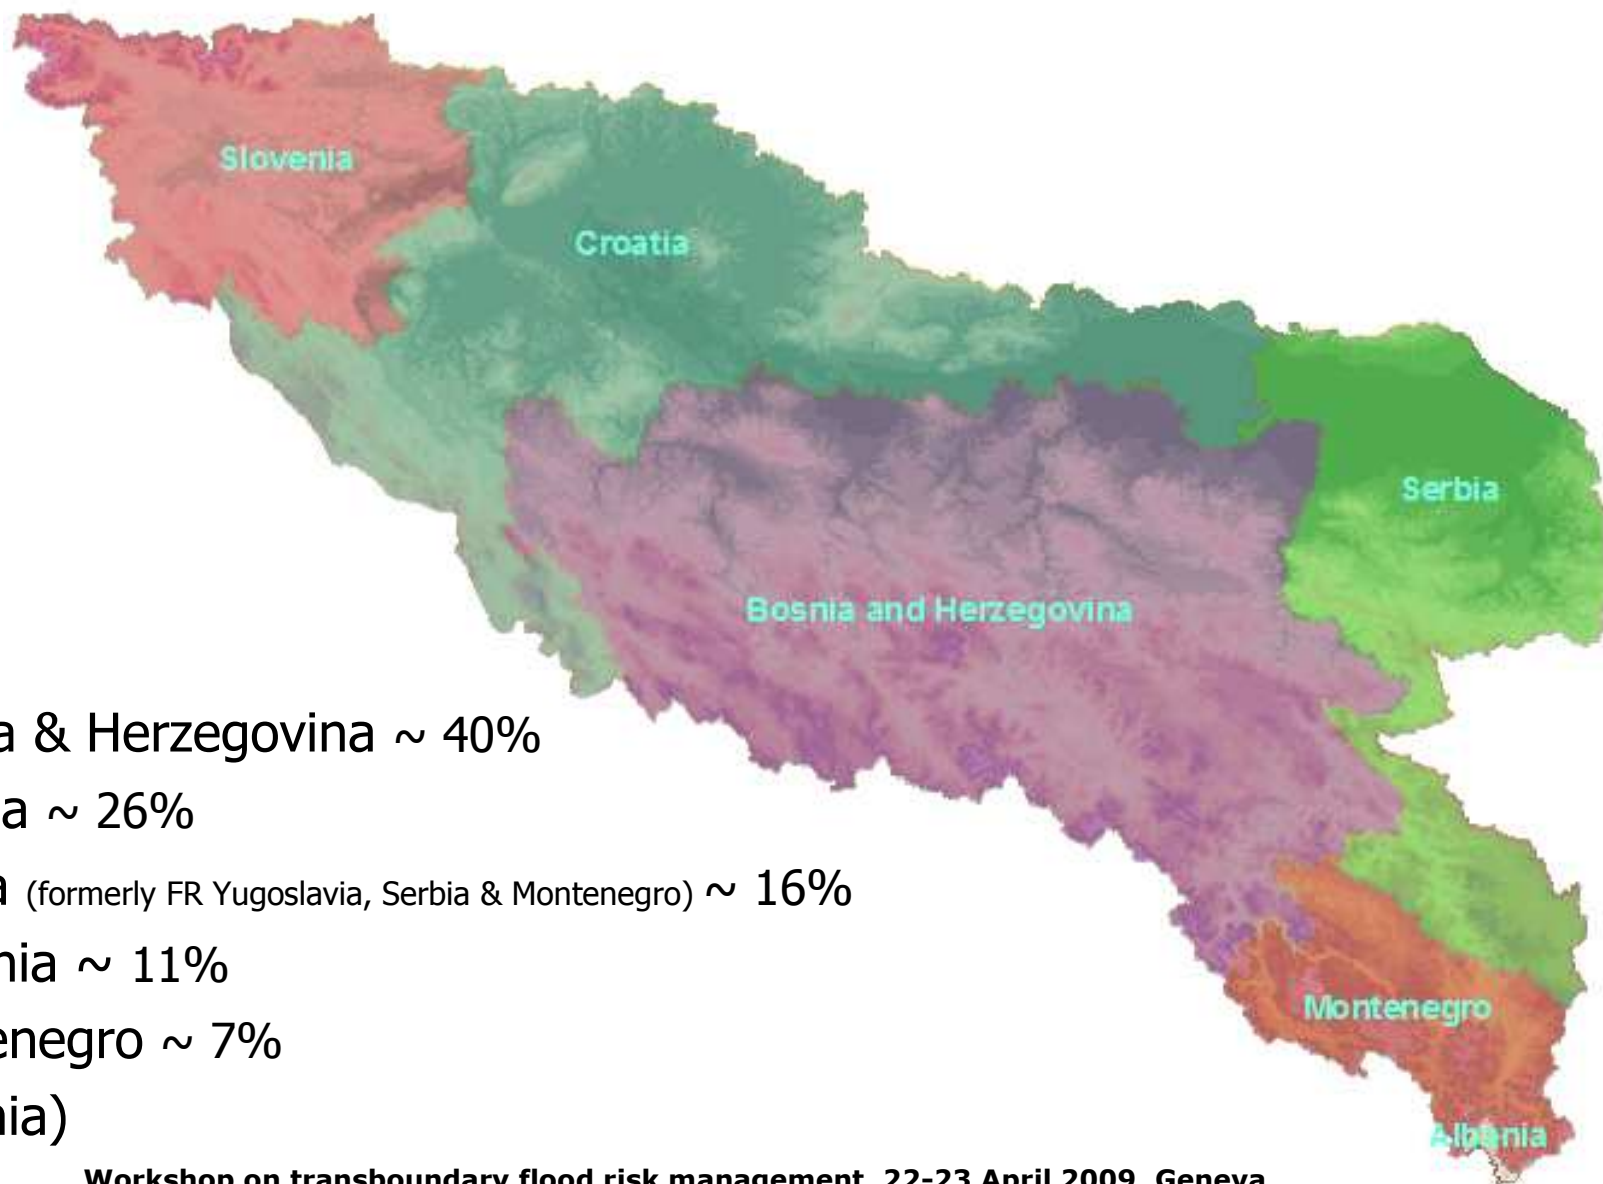 Slovenia
Croatia
Serbia
Bosnia and Herzegovina
a & Herzegovina ~ 40%
a ~ 26%
a (formerly FR Yugoslavia, Serbia & Montenegro) ~ 16%
nia ~ 11%
Montenegro
enegro ~ 7%
nia)
Albania
Workshop on transboundary flood risk management, 22-23 April 2009, Geneva